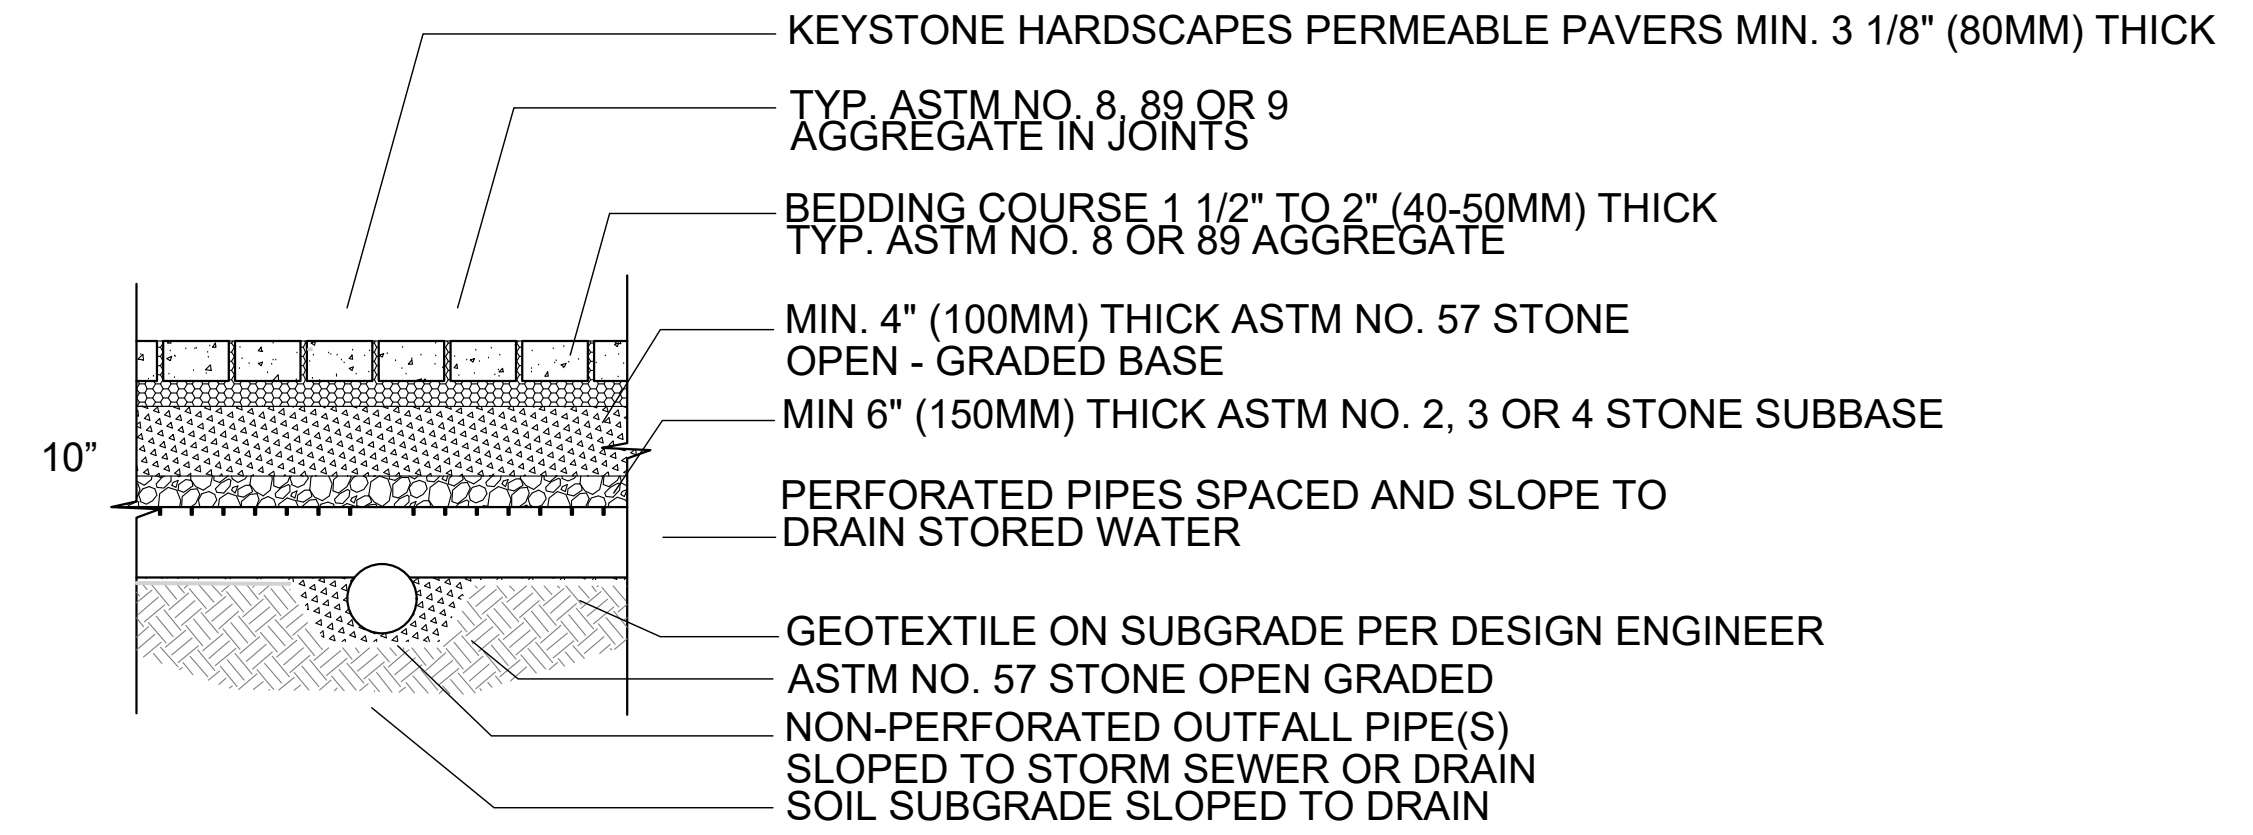 KEYSTONE HARDSCAPES PERMEABLE PAVERS MIN. 3 1/8" (80MM) THICK
TYP. ASTM NO. 8, 89 OR 9
AGGREGATE IN JOINTS
BEDDING COURSE 1 1/2" TO 2" (40-50MM) THICK
TYP. ASTM NO. 8 OR 89 AGGREGATE
MIN. 4" (100MM) THICK ASTM NO. 57 STONE
OPEN - GRADED BASE
MIN 6" (150MM) THICK ASTM NO. 2, 3 OR 4 STONE SUBBASE
10”
PERFORATED PIPES SPACED AND SLOPE TO
DRAIN STORED WATER
GEOTEXTILE ON SUBGRADE PER DESIGN ENGINEER
ASTM NO. 57 STONE OPEN GRADED
NON-PERFORATED OUTFALL PIPE(S)
SLOPED TO STORM SEWER OR DRAIN
SOIL SUBGRADE SLOPED TO DRAIN